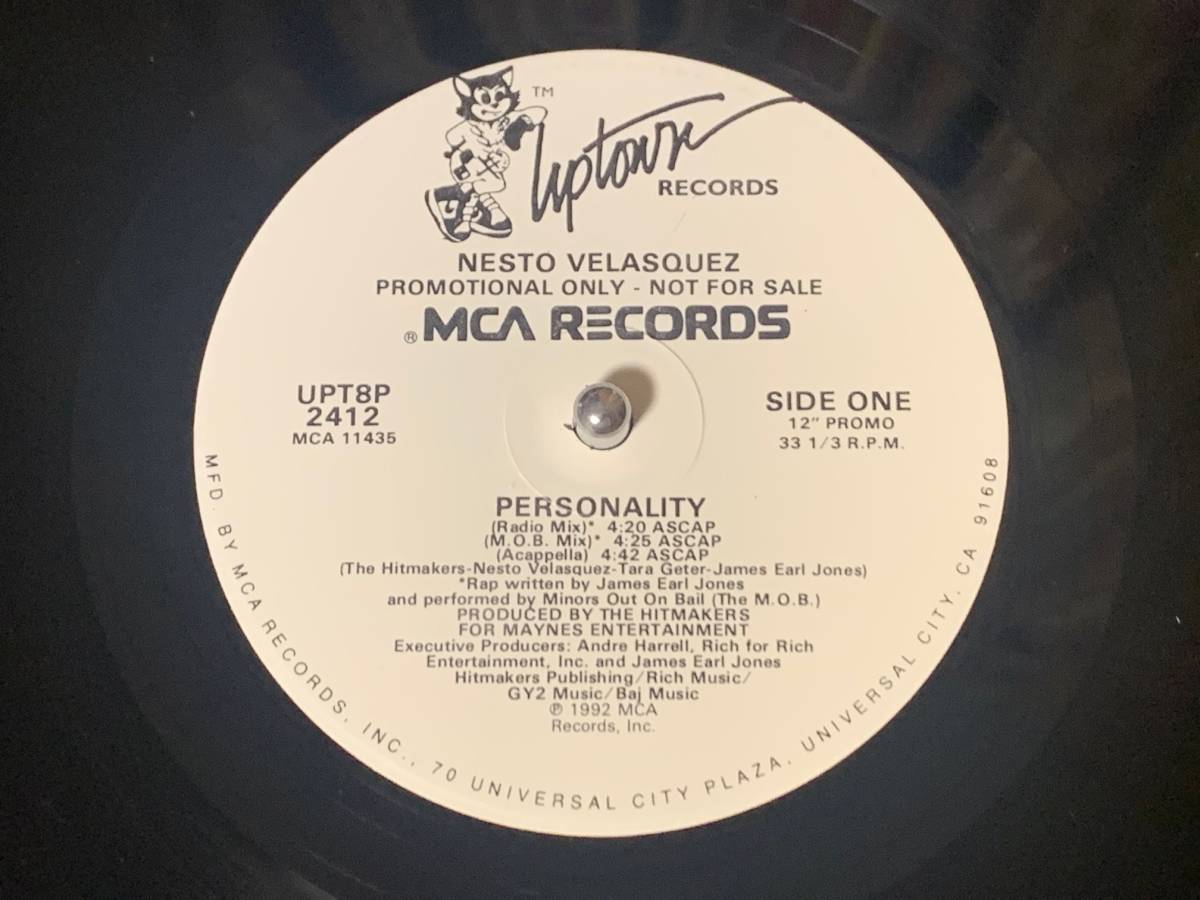 TM
Uptown
RECORDS
NESTO VELASQUEZ
PROMOTIONAL ONLY - NOT FOR SALE
® MCA RECORDS
UPT8P
2412
MCA 11435
SIDE ONE
12" PROMO
33 1/3 R.P.M.
PERSONALITY
(Radio Mix)* 4:20 ASCAP
(M.O.B. Mix)* 4:25 ASCAP
(Acappella) 4:42 ASCAP
(The Hitmakers-Nesto Velasquez-Tara Geter-James Earl Jones)
*Rap written by James Earl Jones
and performed by Minors Out On Bail (The M.O.B.)
PRODUCED BY THE HITMAKERS
FOR MAYNES ENTERTAINMENT
Executive Producers: Andre Harrell, Rich for Rich
Entertainment, Inc. and James Earl Jones
Hitmakers Publishing/Rich Music/
GY2 Music/Baj Music
℗ 1992 MCA
Records, Inc.
MFD. BY MCA RECORDS, INC., 70 UNIVERSAL CITY PLAZA, UNIVERSAL CITY, CA 91608